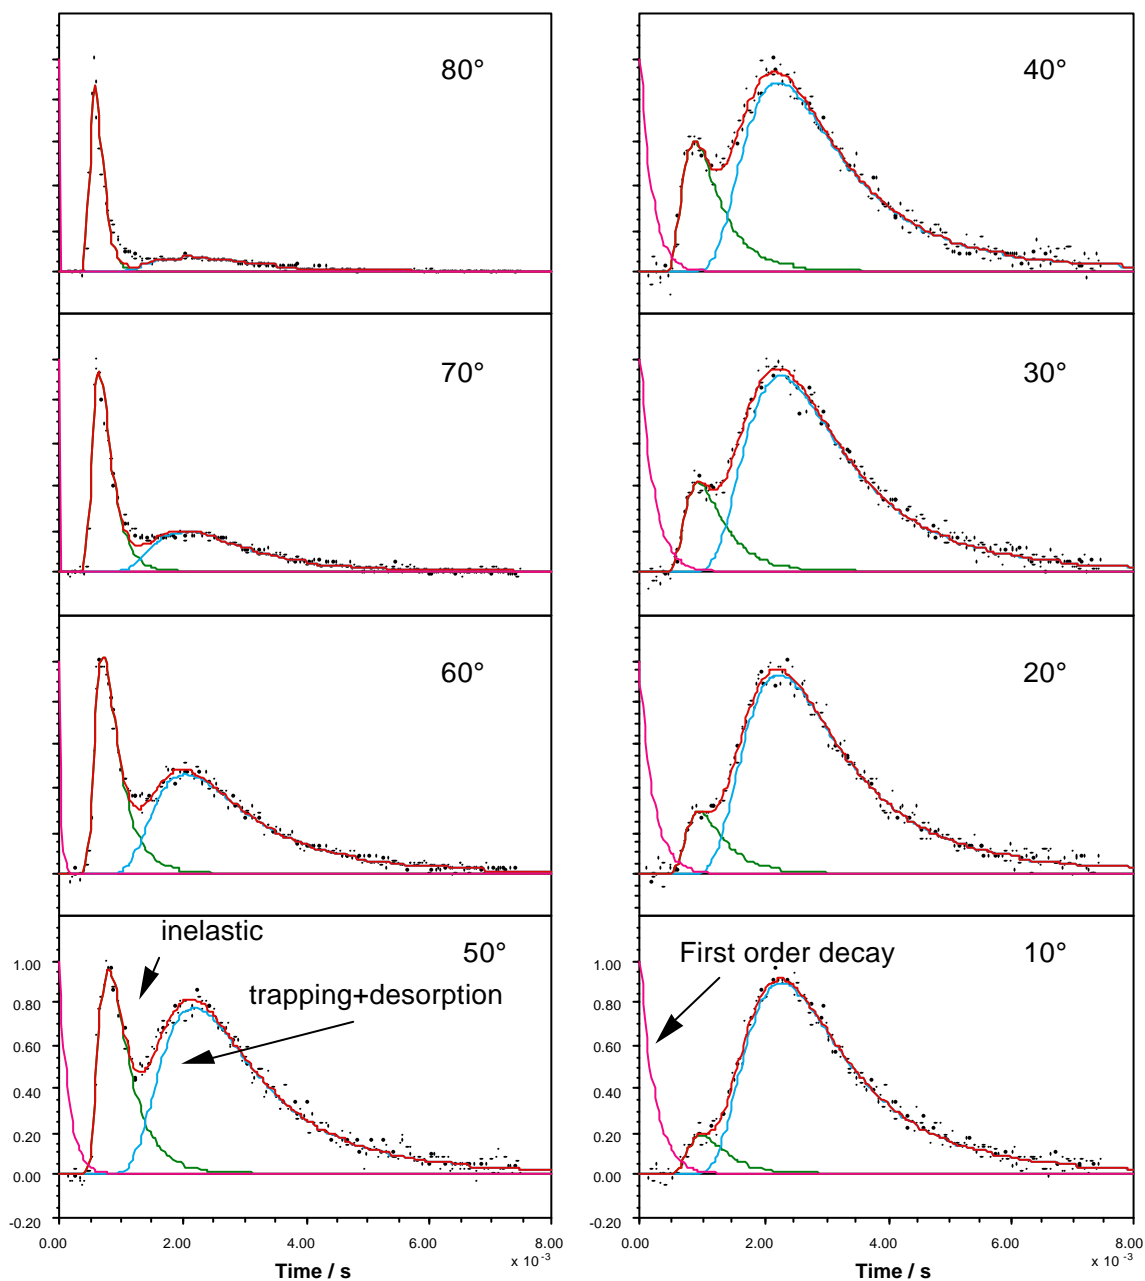 80°
40°
70°
30°
60°
20°
inelastic
50°
trapping+desorption
First order decay
10°
1.00
0.80
0.60
0.40
0.20
0.00
-0.20
1.00
0.80
0.60
0.40
0.20
0.00
-0.20
0.00 2.00 4.00 6.00 8.00
x 10 -3
Time / s
0.00 2.00 4.00 6.00 8.00
x 10 -3
Time / s